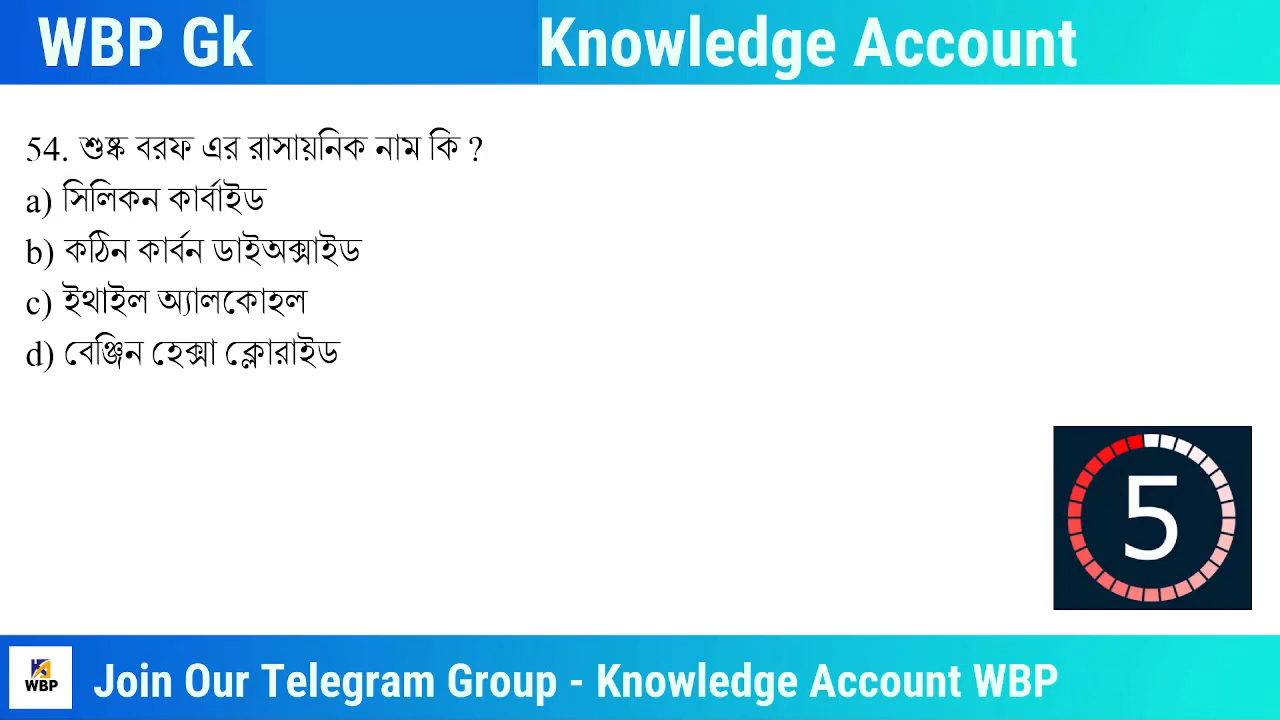 WBP Gk Knowledge Account
54. শুষ্ক বরফ এর রাসায়নিক নাম কি ?
a) সিলিকন কার্বাইড
b) কঠিন কার্বন ডাইঅক্সাইড
c) ইথাইল অ্যালকোহল
d) বেঞ্জিন হেক্সা ক্লোরাইড
5
WBP
Join Our Telegram Group - Knowledge Account WBP